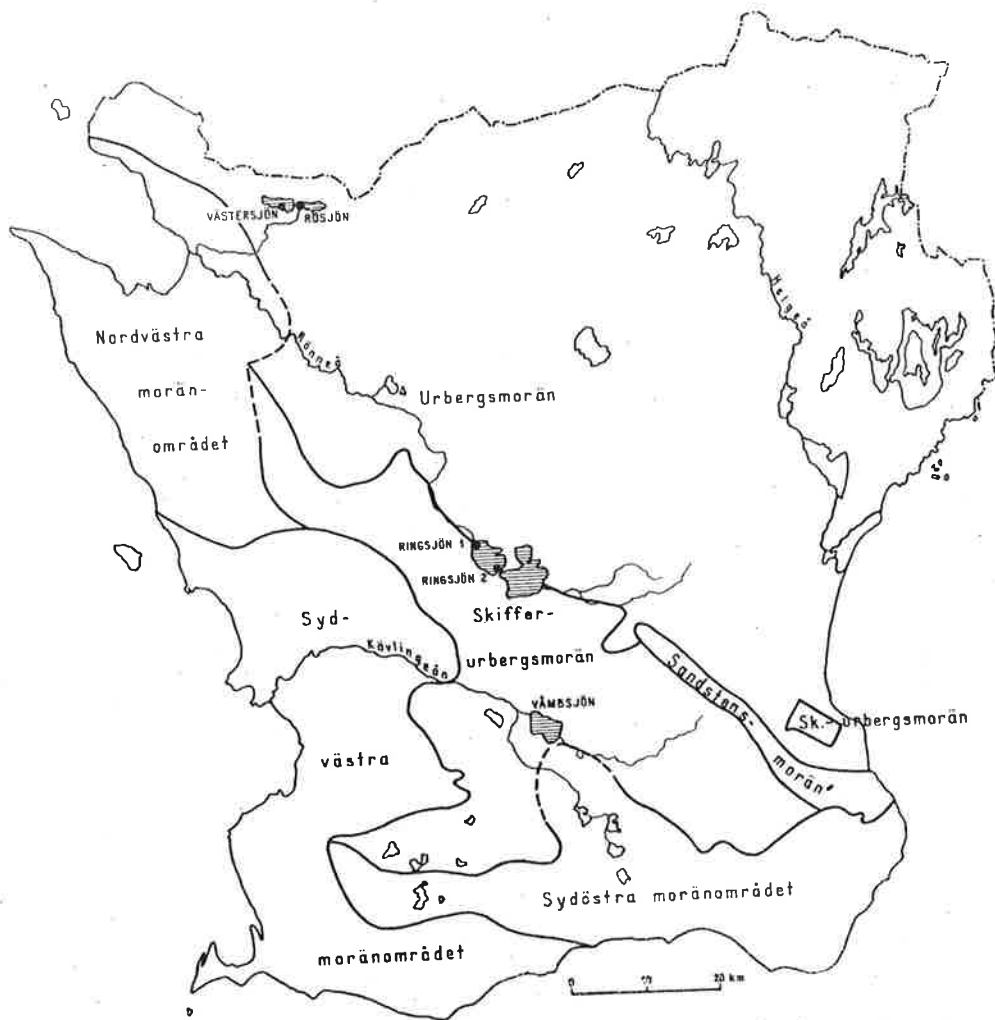 VÄSTERSJÖN
RÖSJÖN
Helgeå
Nordvästra
morän-
området
Rönneå
Urbergsmorän
RINGSJÖN 1
RINGSJÖN 2
Skiffer-
urbergsmorän
Syd-
Kävlingeån
västra
moränområdet
VÅMBSJÖN
Sandstens-
morän
Sk.- urbergsmorän
Sydöstra moränområdet
0 10 20 km